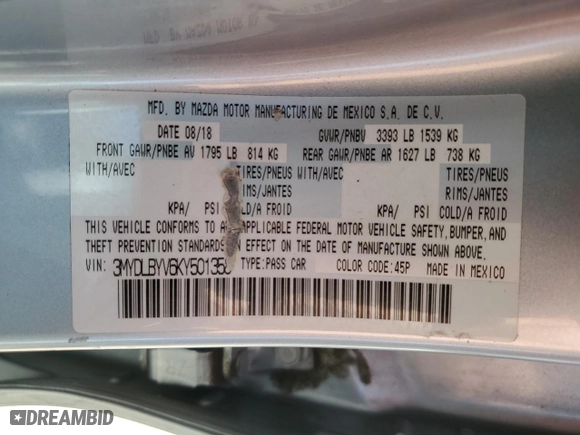 MFD. BY MAZDA MOTOR MANUFACTURING DE MEXICO S.A. DE C.V.
DATE 08/18 GVWR/PNBV 3393 LB 1539 KG
FRONT GAWR/PNBE AV 1795 LB 814 KG REAR GAWR/PNBE AR 1627 LB 738 KG
WITH/AVEC TIRES/PNEUS WITH/AVEC TIRES/PNEUS
RIMS/JANTES RIMS/JANTES
KPA/ PSI COLD/A FROID KPA/ PSI COLD/A FROID
THIS VEHICLE CONFORMS TO ALL APPLICABLE FEDERAL MOTOR VEHICLE SAFETY, BUMPER, AND
THEFT PREVENTION STANDARDS IN EFFECT ON THE DATE OF MANUFACTURE SHOWN ABOVE.
VIN: TYPE:PASS CAR COLOR CODE:45P MADE IN MEXICO
DREAMBID